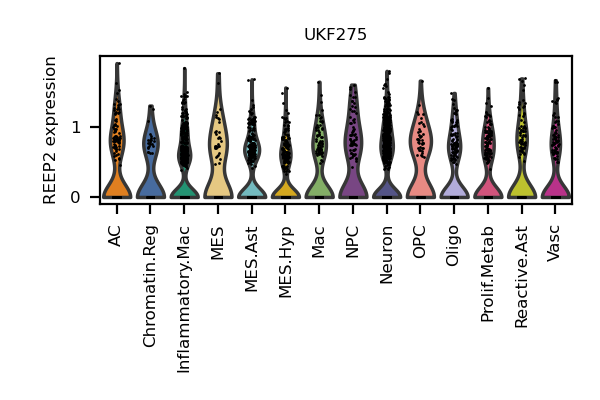 UKF275
REEP2 expression
1
0
AC
Chromatin.Reg
Inflammatory.Mac
MES
MES.Ast
MES.Hyp
Mac
NPC
Neuron
OPC
Oligo
Prolif.Metab
Reactive.Ast
Vasc